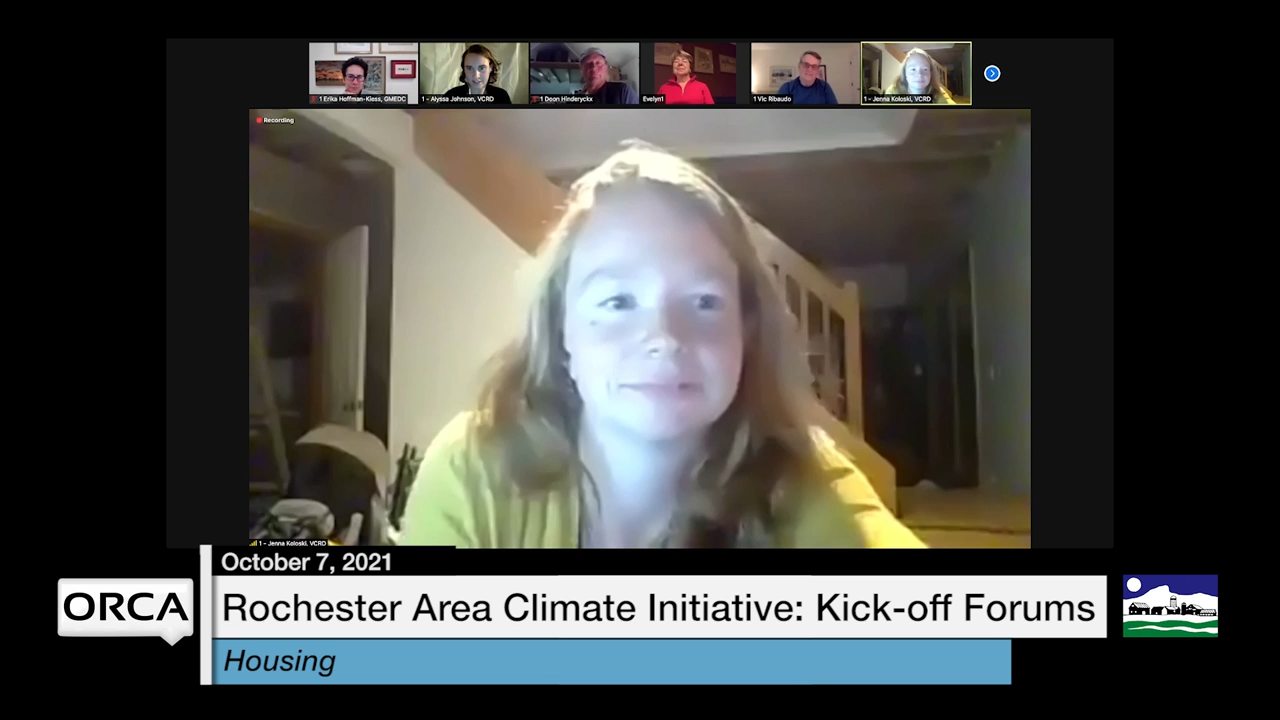 1 Erika Hoffman-Kiess, GMEDC
1 - Alyssa Johnson, VCRD
1 Doon Hinderyckx
Evelyn1
1 Vic Ribaudo
1 - Jenna Koloski, VCRD
Recording
1 - Jenna Koloski, VCRD
October 7, 2021
ORCA
Rochester Area Climate Initiative: Kick-off Forums
Housing